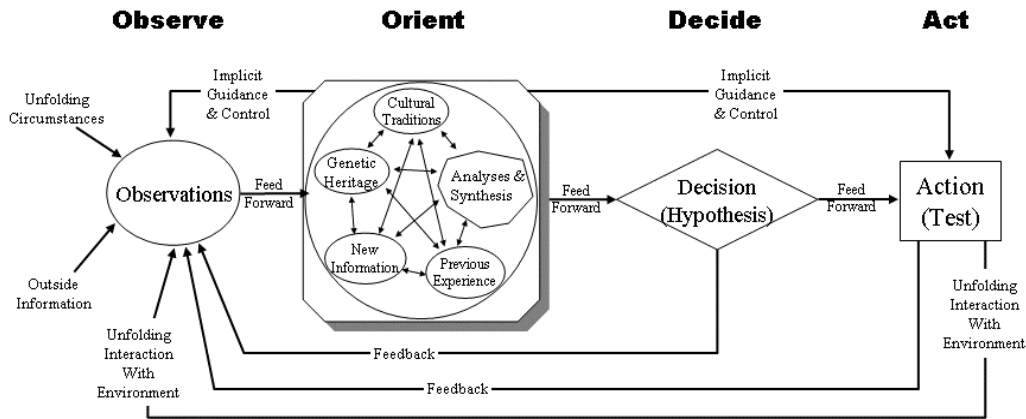 Observe
Orient
Decide
Act
Implicit
Guidance
& Control
Implicit
Guidance
& Control
Unfolding
Circumstances
Cultural
Traditions
Genetic
Heritage
Analyses &
Synthesis
New
Information
Previous
Experience
Observations
Feed
Forward
Feed
Forward
Decision
(Hypothesis)
Feed
Forward
Action
(Test)
Outside
Information
Unfolding
Interaction
With
Environment
Unfolding
Interaction
With
Environment
Feedback
Feedback